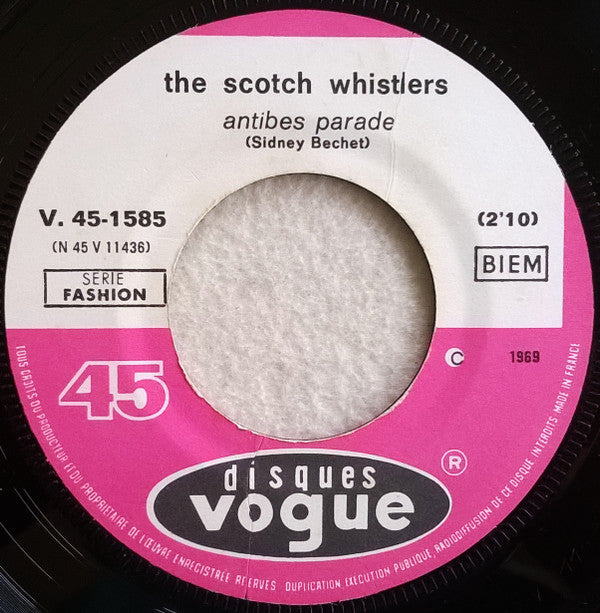 the scotch whistlers
antibes parade
(Sidney Bechet)
V. 45-1585
(2'10)
(N 45 V 11436)
BIEM
SERIE
FASHION
45
C 1969
disques
vogue
®
TOUS DROITS DU PRODUCTEUR ET DU PROPRIETAIRE DE L'ŒUVRE ENREGISTREE RESERVES DUPLICATION, EXECUTION PUBLIQUE, RADIODIFFUSION DE CE DISQUE INTERDITS MADE IN FRANCE